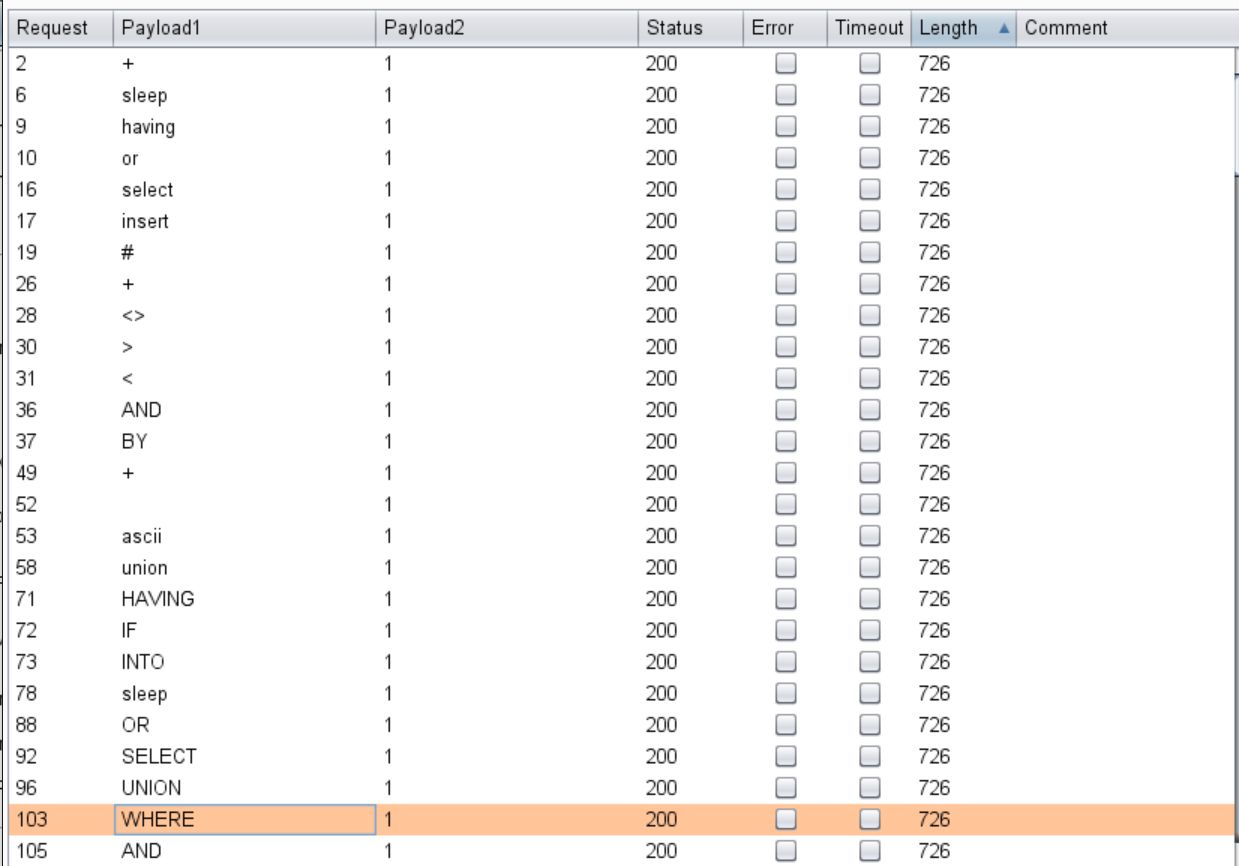 Request Payload1 Payload2 Status Error Timeout Length Comment
2 + 1 200 726
6 sleep 1 200 726
9 having 1 200 726
10 or 1 200 726
16 select 1 200 726
17 insert 1 200 726
19 # 1 200 726
26 + 1 200 726
28 <> 1 200 726
30 > 1 200 726
31 < 1 200 726
36 AND 1 200 726
37 BY 1 200 726
49 + 1 200 726
52 1 200 726
53 ascii 1 200 726
58 union 1 200 726
71 HAVING 1 200 726
72 IF 1 200 726
73 INTO 1 200 726
78 sleep 1 200 726
88 OR 1 200 726
92 SELECT 1 200 726
96 UNION 1 200 726
103 WHERE 1 200 726
105 AND 1 200 726